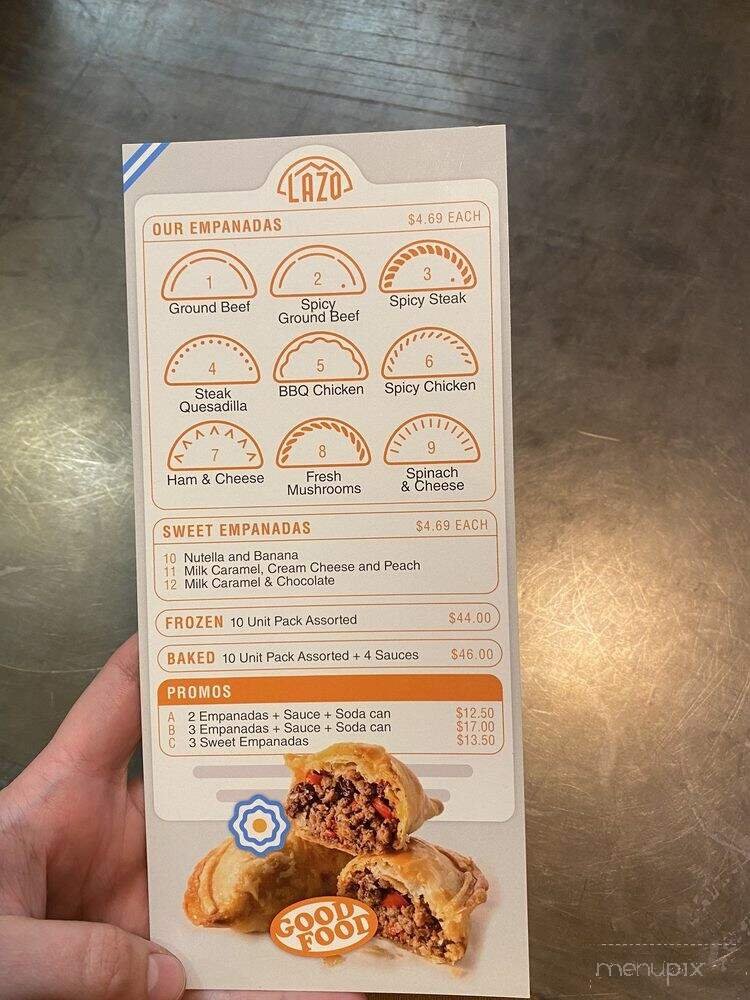 LAZO
OUR EMPANADAS $4.69 EACH
1 2 3
Ground Beef
Spicy
Ground Beef
Spicy Steak
4 5 6
Steak
Quesadilla
BBQ Chicken
Spicy Chicken
7 8 9
Ham & Cheese
Fresh
Mushrooms
Spinach
& Cheese
SWEET EMPANADAS $4.69 EACH
10 Nutella and Banana
11 Milk Caramel, Cream Cheese and Peach
12 Milk Caramel & Chocolate
FROZEN 10 Unit Pack Assorted $44.00
BAKED 10 Unit Pack Assorted + 4 Sauces $46.00
PROMOS
A 2 Empanadas + Sauce + Soda can $12.50
B 3 Empanadas + Sauce + Soda can $17.00
C 3 Sweet Empanadas $13.50
GOOD
FOOD
menupix